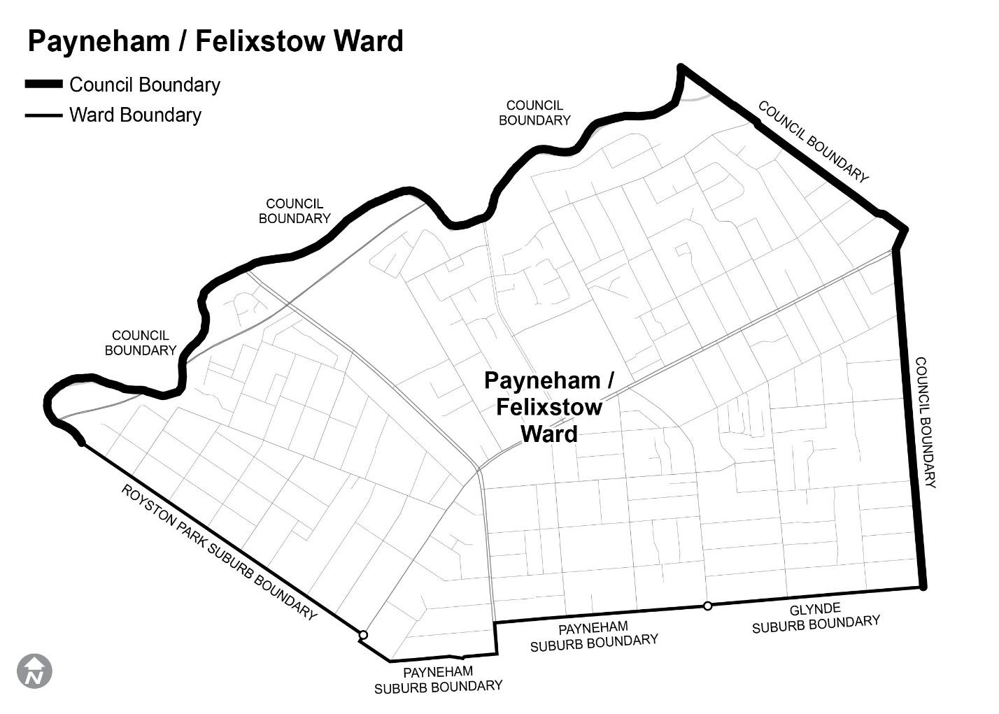 Payneham / Felixstow Ward
Council Boundary
Ward Boundary
COUNCIL
BOUNDARY
COUNCIL BOUNDARY
COUNCIL
BOUNDARY
COUNCIL
BOUNDARY
COUNCIL BOUNDARY
Payneham /
Felixstow
Ward
ROYSTON PARK SUBURB BOUNDARY
PAYNEHAM
SUBURB BOUNDARY
GLYNDE
SUBURB BOUNDARY
PAYNEHAM
SUBURB BOUNDARY
N